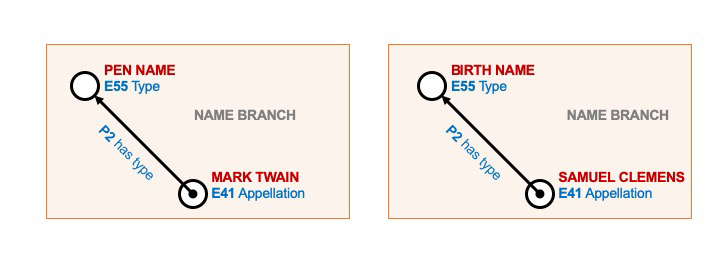 PEN NAME
E55 Type
NAME BRANCH
P2 has type
MARK TWAIN
E41 Appellation
BIRTH NAME
E55 Type
NAME BRANCH
P2 has type
SAMUEL CLEMENS
E41 Appellation